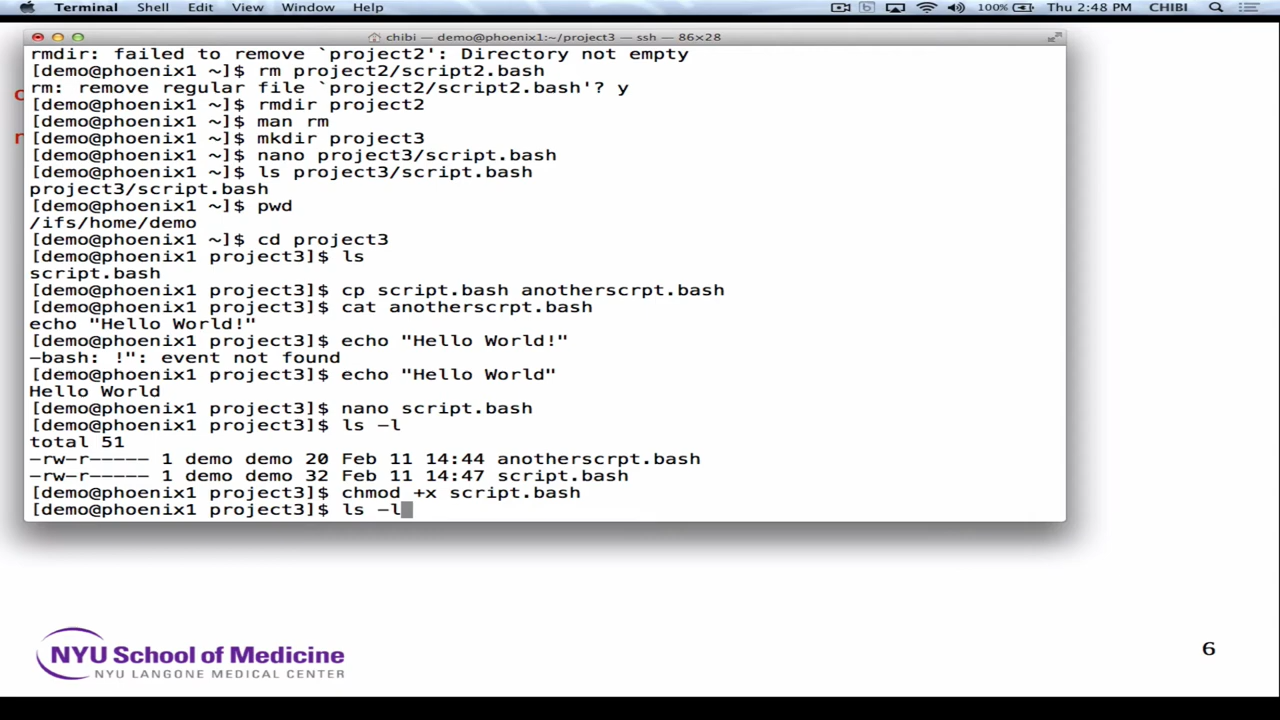 Terminal Shell Edit View Window Help 100% Thu 2:48 PM CHIBI
chibi — demo@phoenix1:~/project3 — ssh — 86×28
rmdir: failed to remove `project2': Directory not empty
[demo@phoenix1 ~]$ rm project2/script2.bash
rm: remove regular file `project2/script2.bash'? y
[demo@phoenix1 ~]$ rmdir project2
[demo@phoenix1 ~]$ man rm
[demo@phoenix1 ~]$ mkdir project3
[demo@phoenix1 ~]$ nano project3/script.bash
[demo@phoenix1 ~]$ ls project3/script.bash
project3/script.bash
[demo@phoenix1 ~]$ pwd
/ifs/home/demo
[demo@phoenix1 ~]$ cd project3
[demo@phoenix1 project3]$ ls
script.bash
[demo@phoenix1 project3]$ cp script.bash anotherscrpt.bash
[demo@phoenix1 project3]$ cat anotherscrpt.bash
echo "Hello World!"
[demo@phoenix1 project3]$ echo "Hello World!"
-bash: !": event not found
[demo@phoenix1 project3]$ echo "Hello World"
Hello World
[demo@phoenix1 project3]$ nano script.bash
[demo@phoenix1 project3]$ ls -l
total 51
-rw-r----- 1 demo demo 20 Feb 11 14:44 anotherscrpt.bash
-rw-r----- 1 demo demo 32 Feb 11 14:47 script.bash
[demo@phoenix1 project3]$ chmod +x script.bash
[demo@phoenix1 project3]$ ls -l
NYU School of Medicine
NYU LANGONE MEDICAL CENTER
6